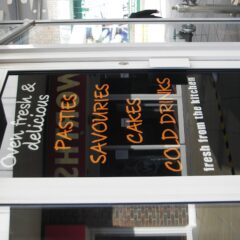 Oven fresh &
delicious
PASTIES
SAVOURIES
CAKES
COLD DRINKS
fresh from the kitchen